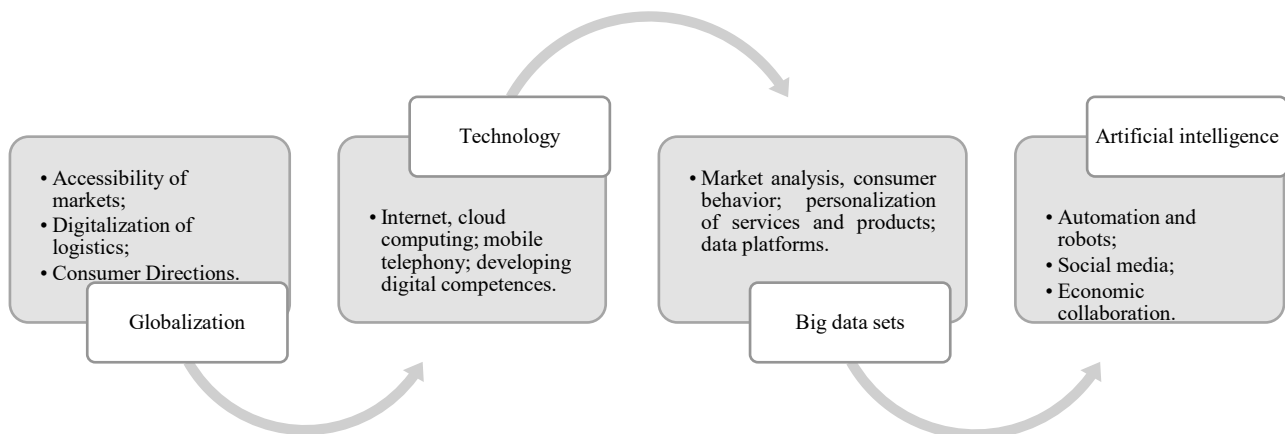 • Accessibility of
markets;
• Digitalization of
logistics;
• Consumer Directions.
Globalization
Technology
• Internet, cloud
computing; mobile
telephony; developing
digital competences.
• Market analysis, consumer
behavior; personalization
of services and products;
data platforms.
Big data sets
Artificial intelligence
• Automation and
robots;
• Social media;
• Economic
collaboration.